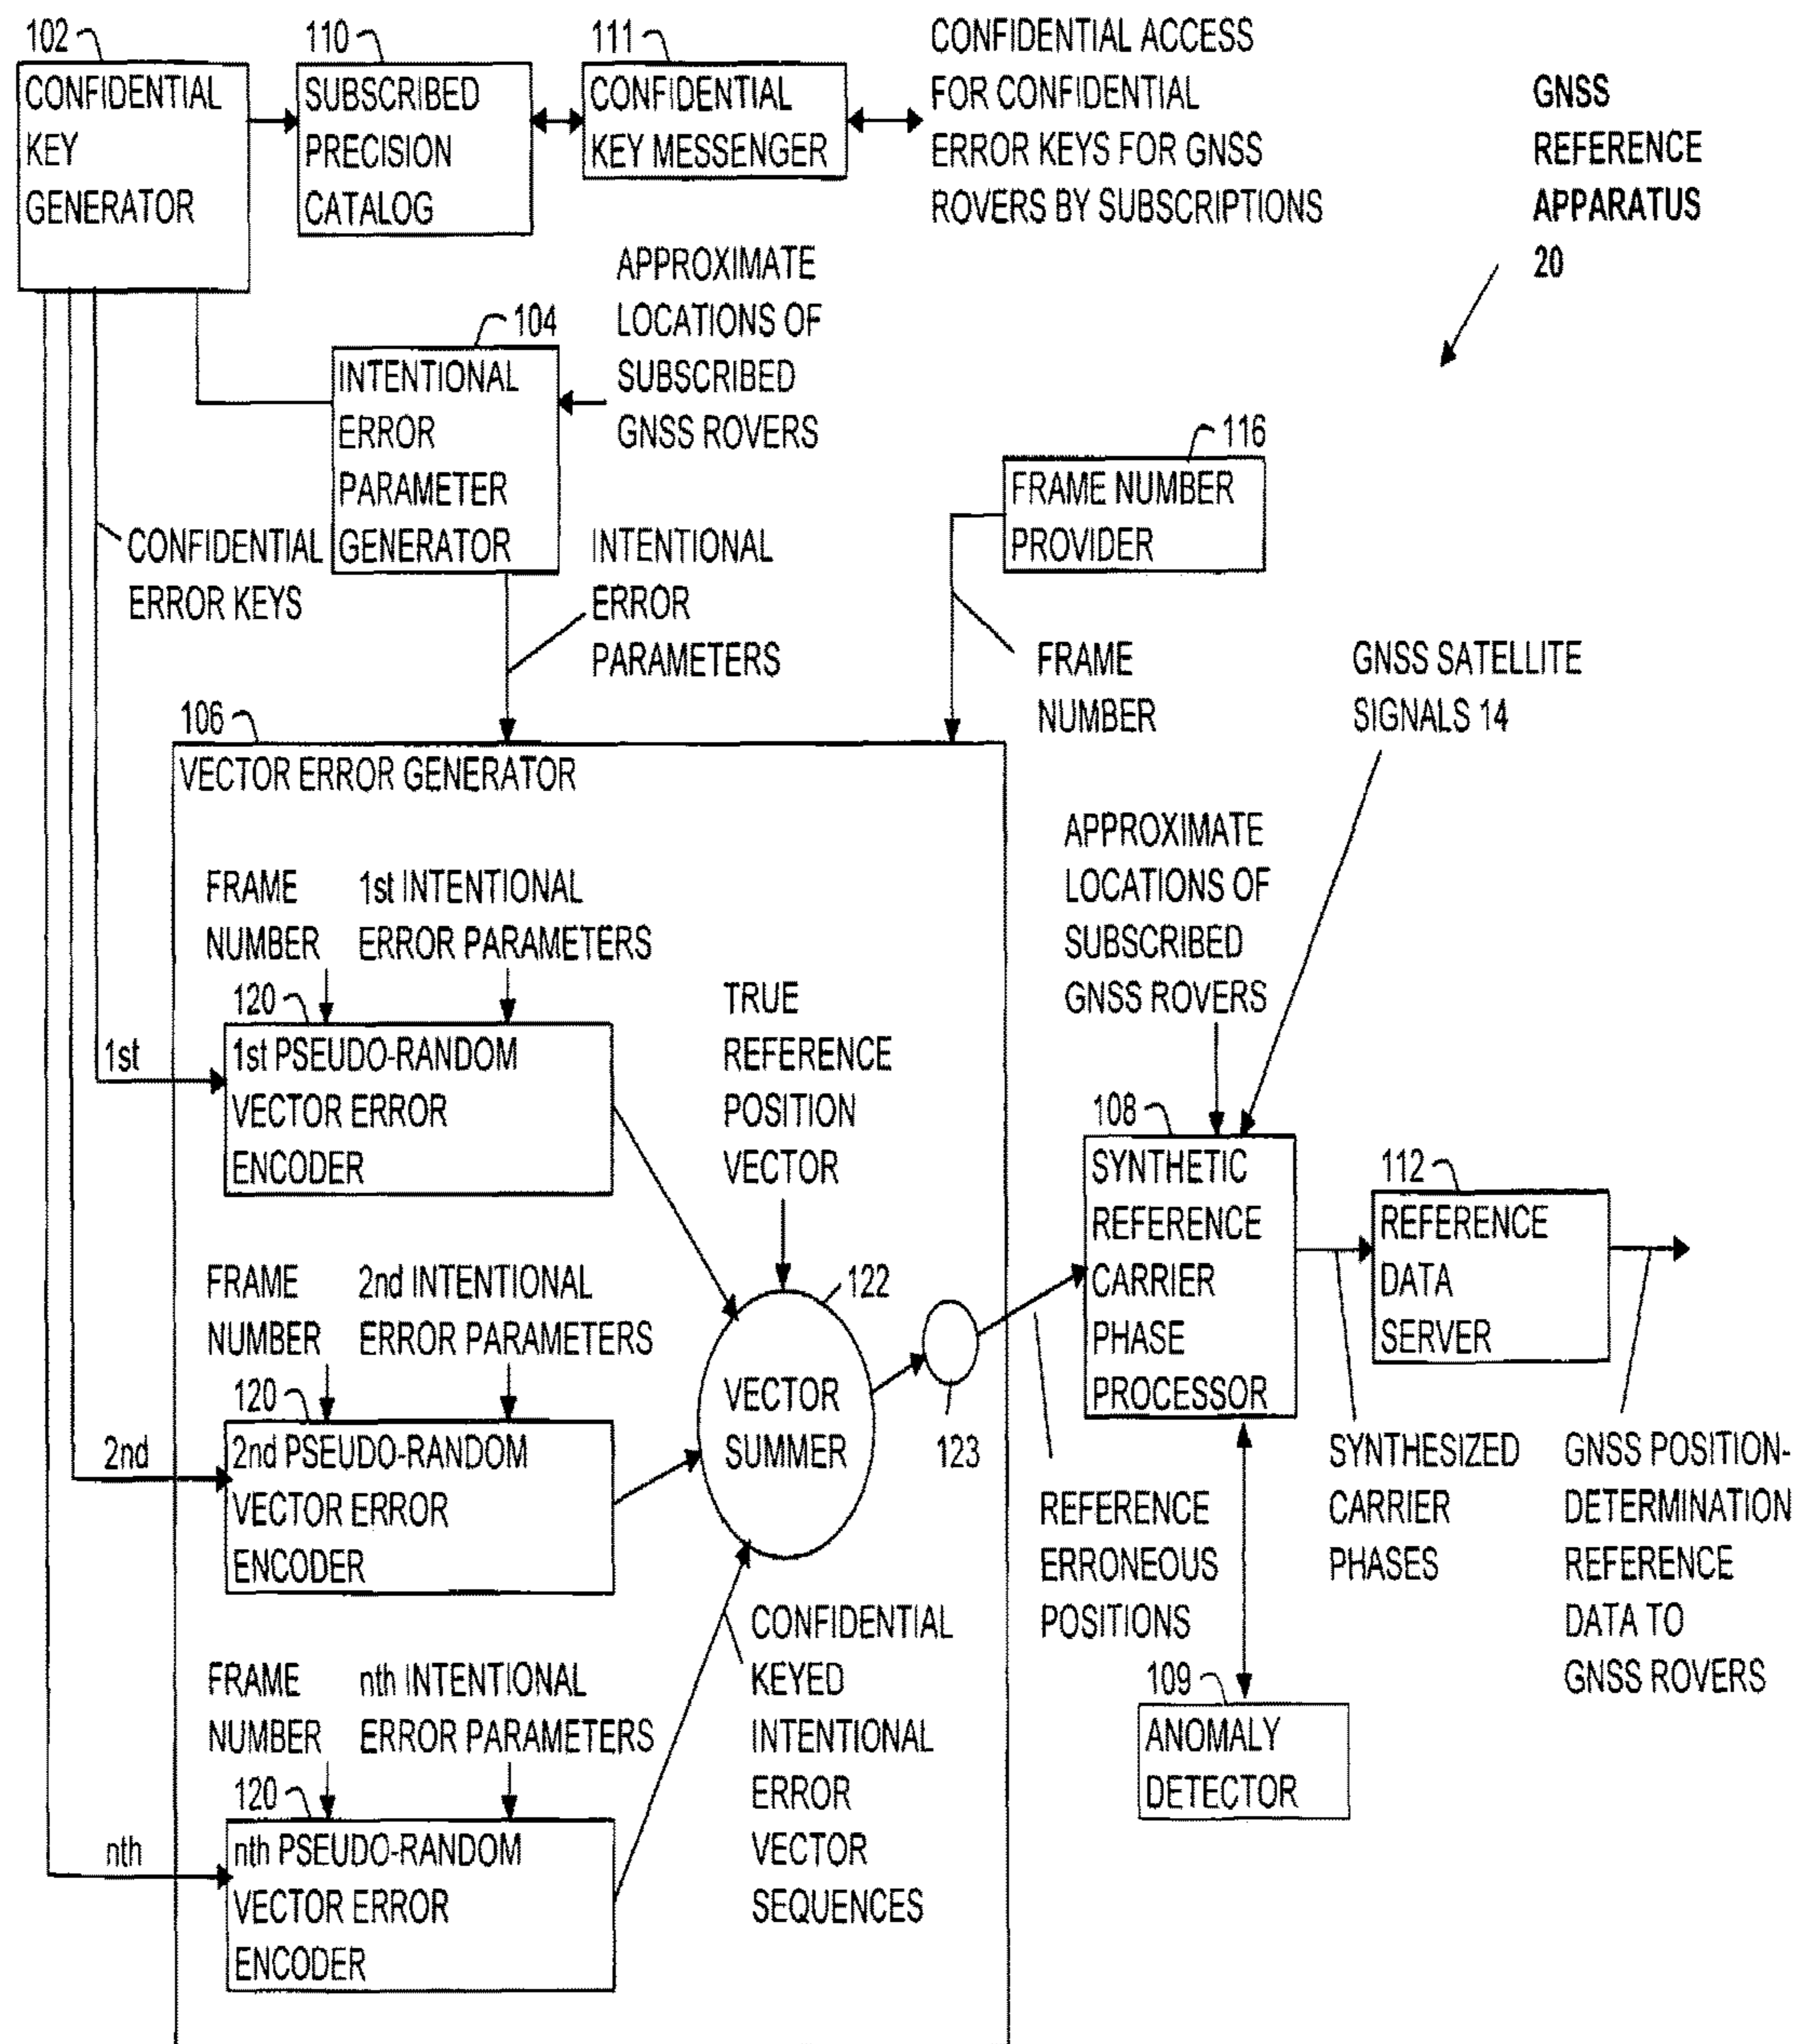 102
CONFIDENTIAL
KEY
GENERATOR
110
SUBSCRIBED
PRECISION
CATALOG
111
CONFIDENTIAL
KEY MESSENGER
CONFIDENTIAL ACCESS
FOR CONFIDENTIAL
ERROR KEYS FOR GNSS
ROVERS BY SUBSCRIPTIONS
GNSS
REFERENCE
APPARATUS
20
104
INTENTIONAL
ERROR
PARAMETER
GENERATOR
APPROXIMATE
LOCATIONS OF
SUBSCRIBED
GNSS ROVERS
116
FRAME NUMBER
PROVIDER
CONFIDENTIAL
ERROR KEYS
INTENTIONAL
ERROR
PARAMETERS
FRAME
NUMBER
GNSS SATELLITE
SIGNALS 14
106
VECTOR ERROR GENERATOR
FRAME
NUMBER
1st INTENTIONAL
ERROR PARAMETERS
120
1st
1st PSEUDO-RANDOM
VECTOR ERROR
ENCODER
TRUE
REFERENCE
POSITION
VECTOR
APPROXIMATE
LOCATIONS OF
SUBSCRIBED
GNSS ROVERS
108
SYNTHETIC
REFERENCE
CARRIER
PHASE
PROCESSOR
112
REFERENCE
DATA
SERVER
FRAME
NUMBER
2nd INTENTIONAL
ERROR PARAMETERS
120
2nd
2nd PSEUDO-RANDOM
VECTOR ERROR
ENCODER
122
VECTOR
SUMMER
123
REFERENCE
ERRONEOUS
POSITIONS
SYNTHESIZED
CARRIER
PHASES
GNSS POSITION-
DETERMINATION
REFERENCE
DATA TO
GNSS ROVERS
FRAME
NUMBER
nth INTENTIONAL
ERROR PARAMETERS
120
nth
nth PSEUDO-RANDOM
VECTOR ERROR
ENCODER
CONFIDENTIAL
KEYED
INTENTIONAL
ERROR
VECTOR
SEQUENCES
109
ANOMALY
DETECTOR